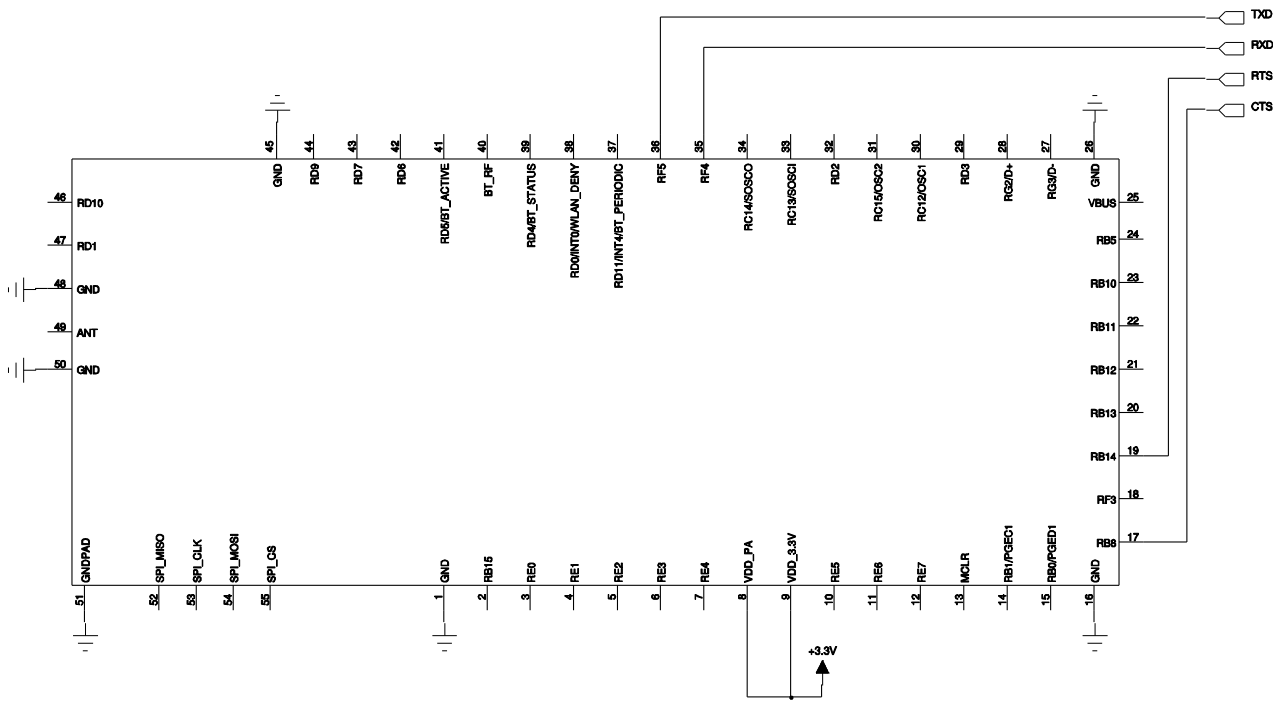 TXD
RXD
RTS
CTS
45
44
43
42
41
40
39
38
37
36
35
34
33
32
31
30
29
28
27
26
GND
RD9
RD7
RD6
RD5/BT_ACTIVE
BT_RF
RD4/BT_STATUS
RD0/INT0/WLAN_DENY
RD11/INT4/BT_PERIODIC
RF5
RF4
RC14/SOSCO
RC13/SOSCI
RD2
RC15/OSC2
RC12/OSC1
RD3
RG2/D+
RG3/D-
GND
46 RD10
47 RD1
48 GND
49 ANT
50 GND
VBUS 25
RB5 24
RB10 23
RB11 22
RB12 21
RB13 20
RB14 19
RF3 18
RB8 17
GNDPAD
SPI_MISO
SPI_CLK
SPI_MOSI
SPI_CS
GND
RB15
RE0
RE1
RE2
RE3
RE4
VDD_PA
VDD_3.3V
RE5
RE6
RE7
MCLR
RB1/PGEC1
RB0/PGED1
GND
51
52
53
54
55
1
2
3
4
5
6
7
8
9
10
11
12
13
14
15
16
+3.3V